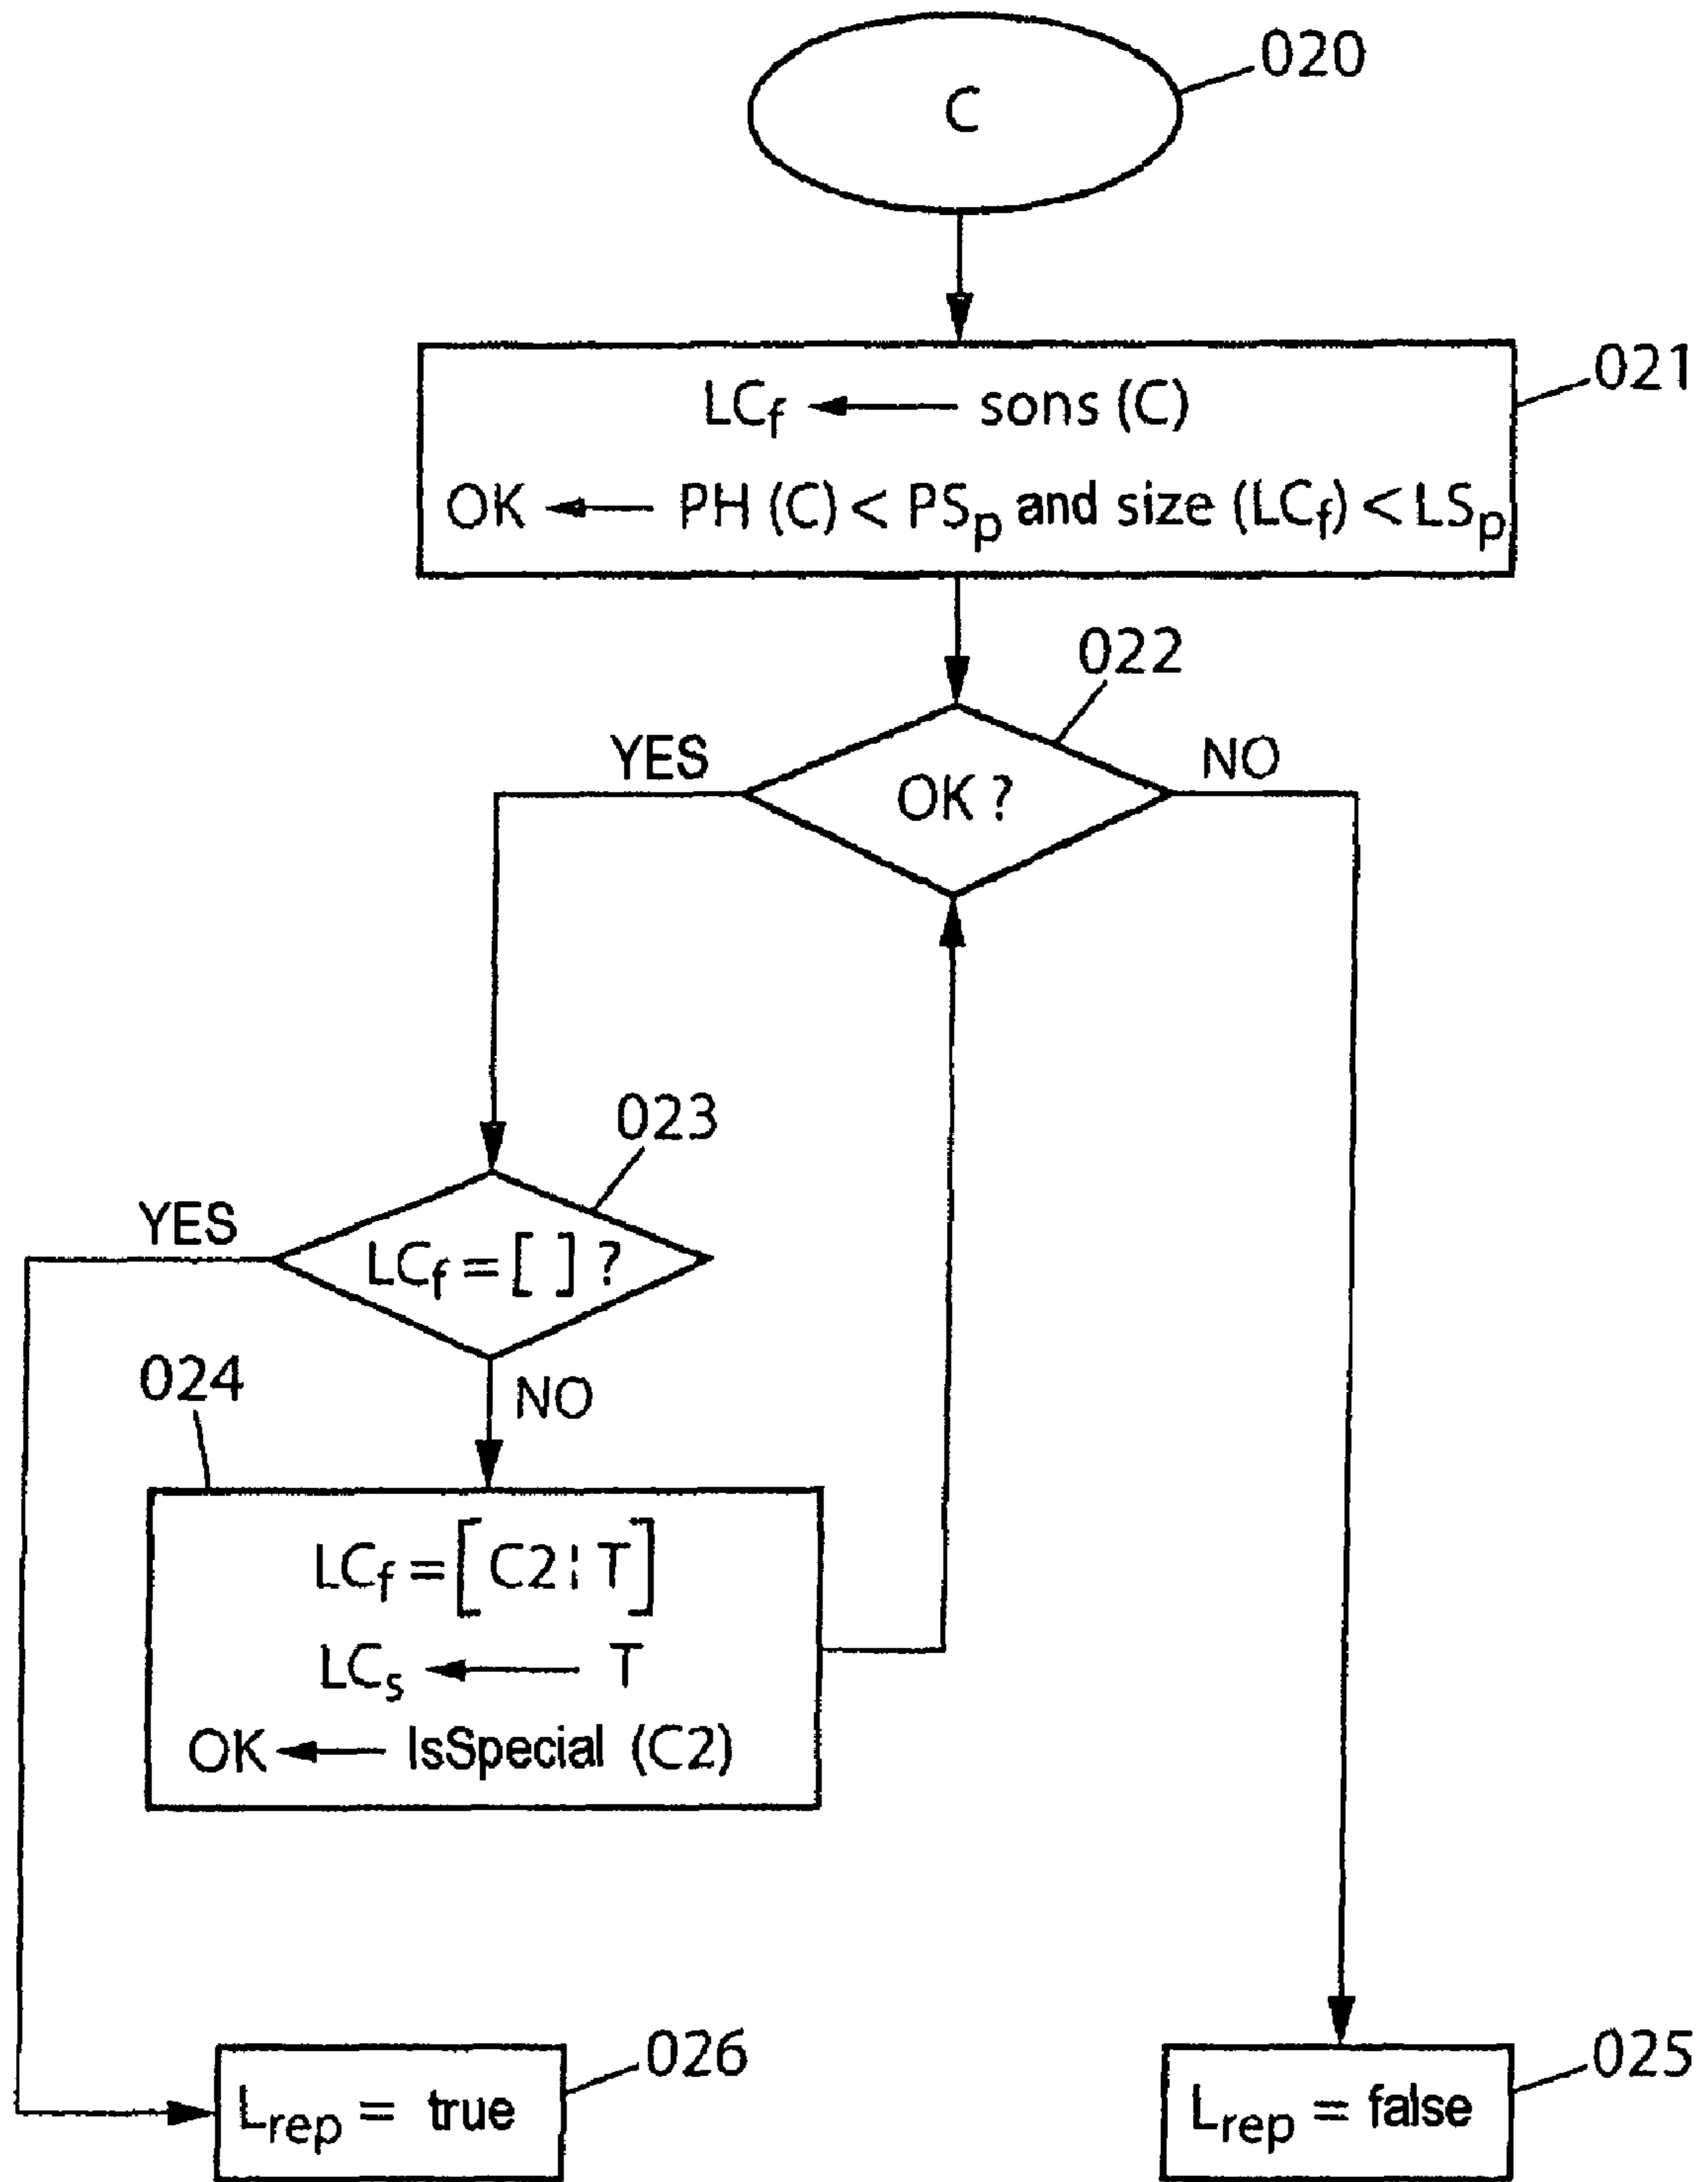 C
020
021
LCf ← sons (C)
OK ← PH (C) < PSp and size (LCf) < LSp
022
YES
NO
OK ?
023
YES
LCf = [ ] ?
024
NO
LCf = [ C2 ¦ T ]
LCs ← T
OK ← IsSpecial (C2)
026
025
Lrep = true
Lrep = false